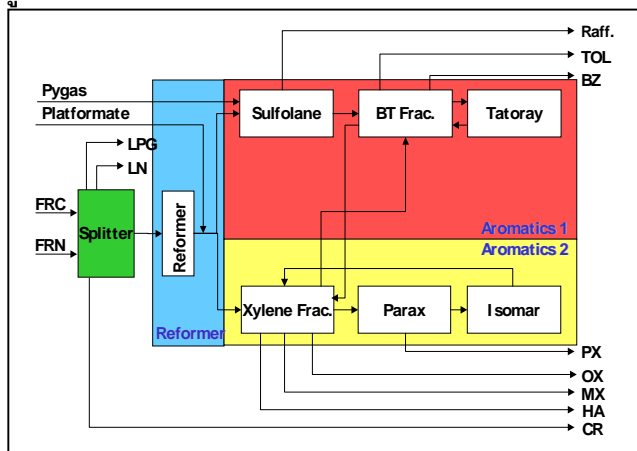 ข
Raff.
TOL
BZ
Pygas
Platformate
Sulfolane
BT Frac.
Tatoray
LPG
LN
FRC
FRN
Splitter
Reformer
Aromatics 1
Aromatics 2
Xylene Frac.
Parax
Isomar
Reformer
PX
OX
MX
HA
CR